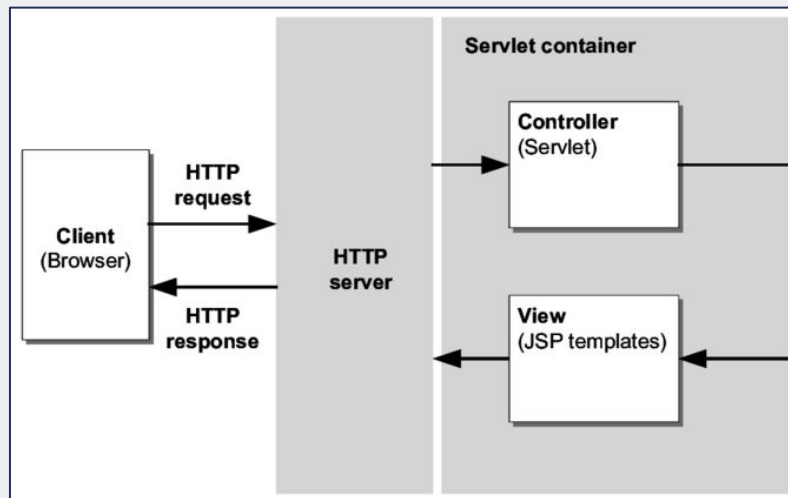 Servlet container
Controller
(Servlet)
HTTP
request
Client
(Browser)
HTTP
server
HTTP
response
View
(JSP templates)